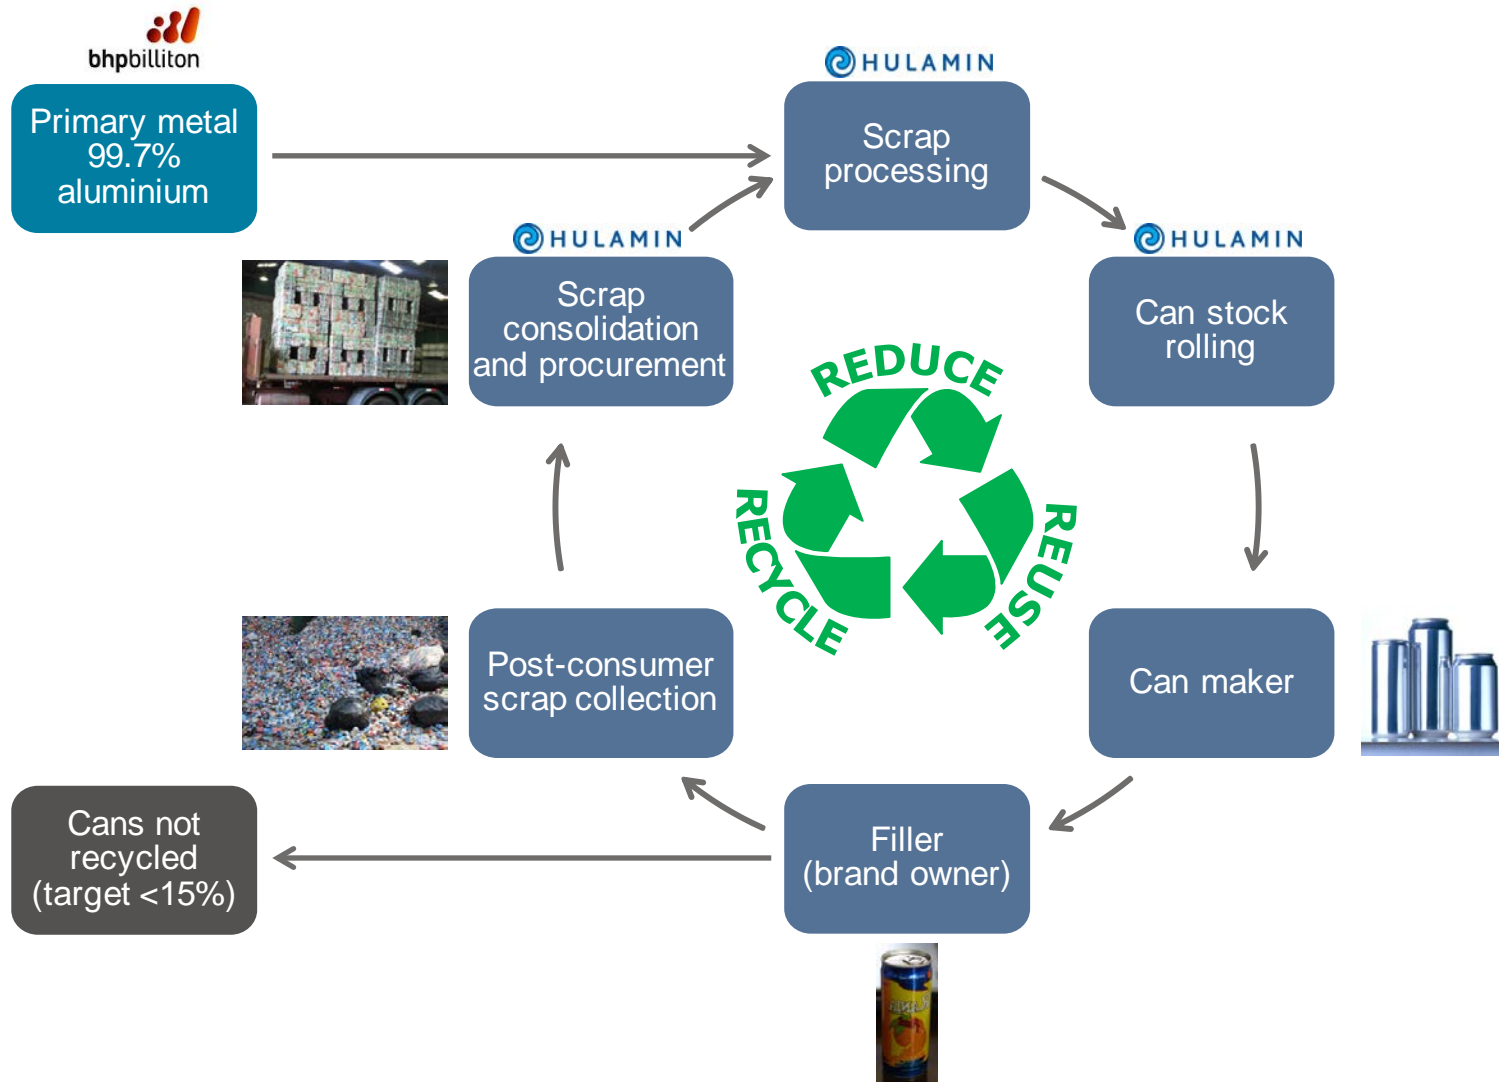 bhpbilliton
HULAMIN
Primary metal
99.7%
aluminium
Scrap
processing
HULAMIN
HULAMIN
Scrap
consolidation
and procurement
Can stock
rolling
REDUCE
REUSE
RECYCLE
Post-consumer
scrap collection
Can maker
Cans not
recycled
(target <15%)
Filler
(brand owner)